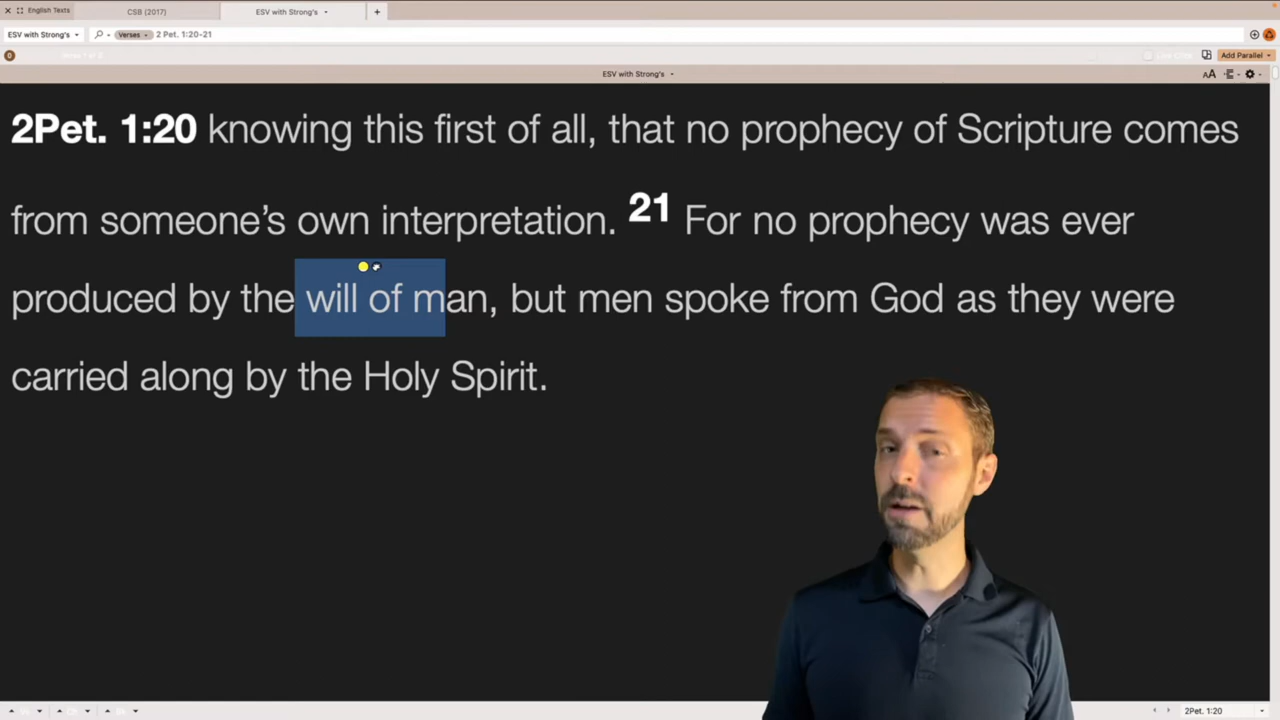 English Texts
CSB (2017)
ESV with Strong's
+
ESV with Strong's
Verses
2 Pet. 1:20-21
Add Parallel
ESV with Strong's
AA
2Pet. 1:20 knowing this first of all, that no prophecy of Scripture comes
from someone’s own interpretation. 21 For no prophecy was ever
produced by the will of man, but men spoke from God as they were
carried along by the Holy Spirit.
2Pet. 1:20